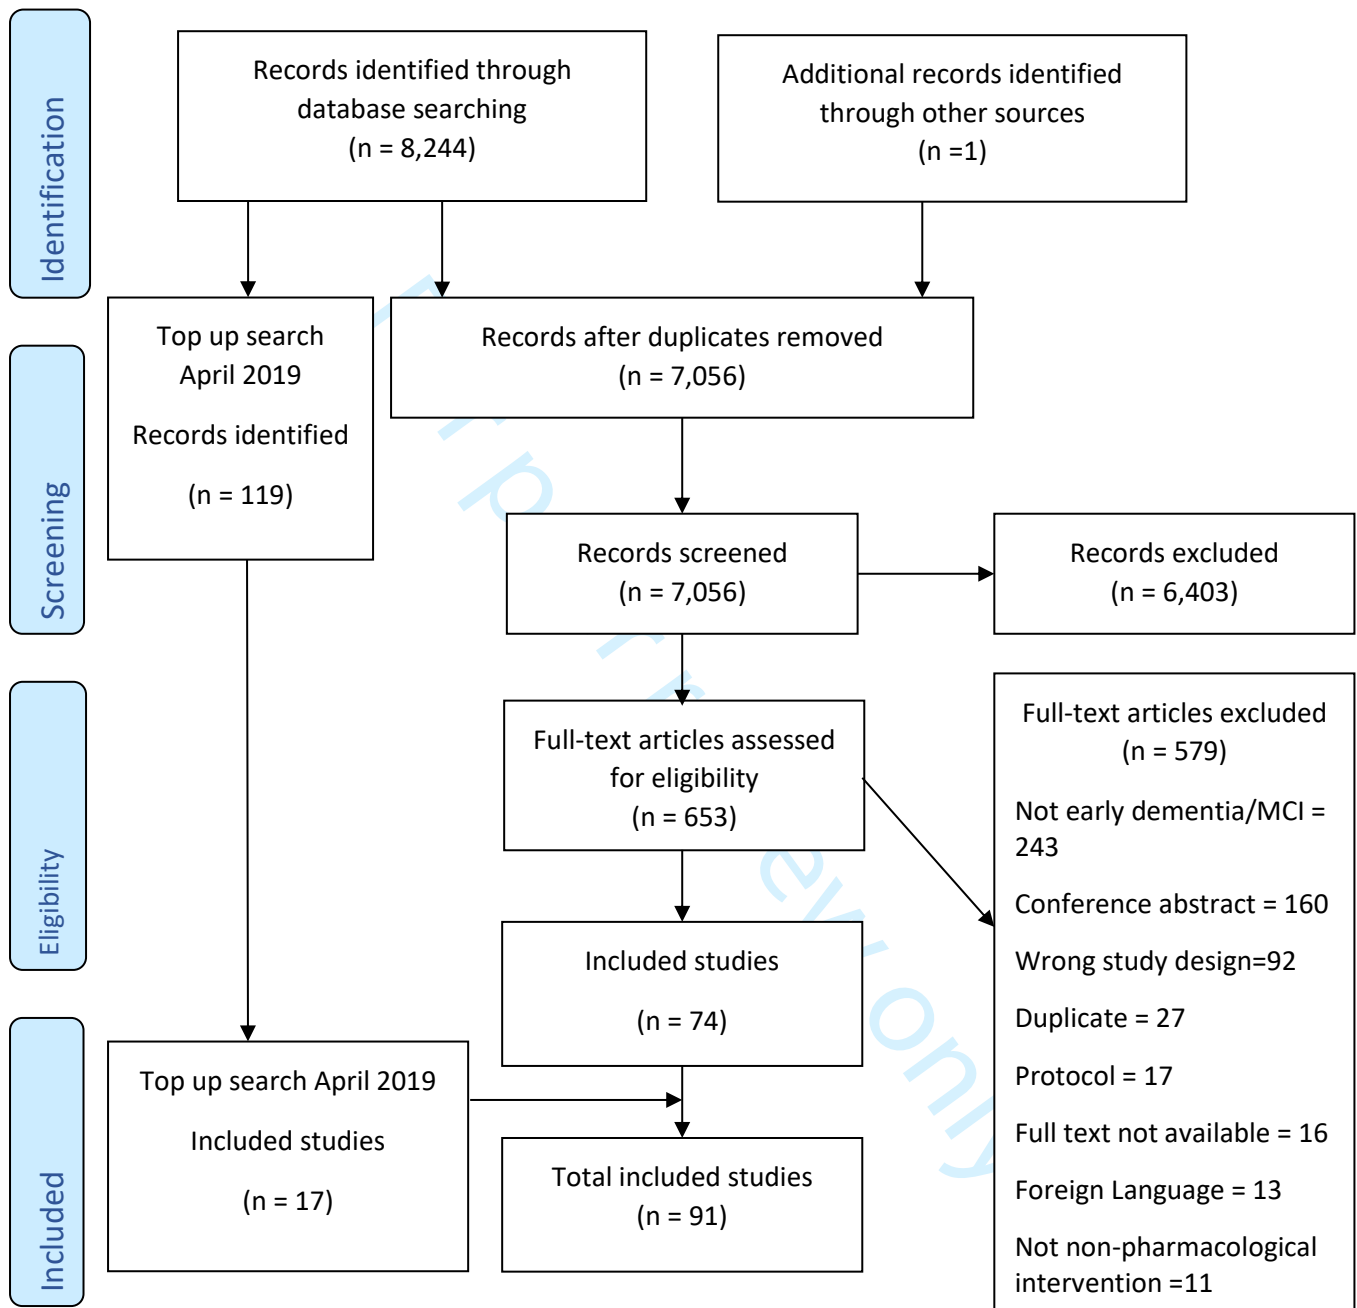 Identification
Records identified through
database searching
(n = 8,244)
Additional records identified
through other sources
(n =1)
Screening
Top up search
April 2019
Records identified
(n = 119)
Records after duplicates removed
(n = 7,056)
Records screened
(n = 7,056)
Records excluded
(n = 6,403)
Eligibility
Full-text articles assessed
for eligibility
(n = 653)
Full-text articles excluded
(n = 579)
Not early dementia/MCI =
243
Conference abstract = 160
Wrong study design=92
Duplicate = 27
Protocol = 17
Full text not available = 16
Foreign Language = 13
Not non-pharmacological
intervention =11
Included studies
(n = 74)
Included
Top up search April 2019
Included studies
(n = 17)
Total included studies
(n = 91)
only